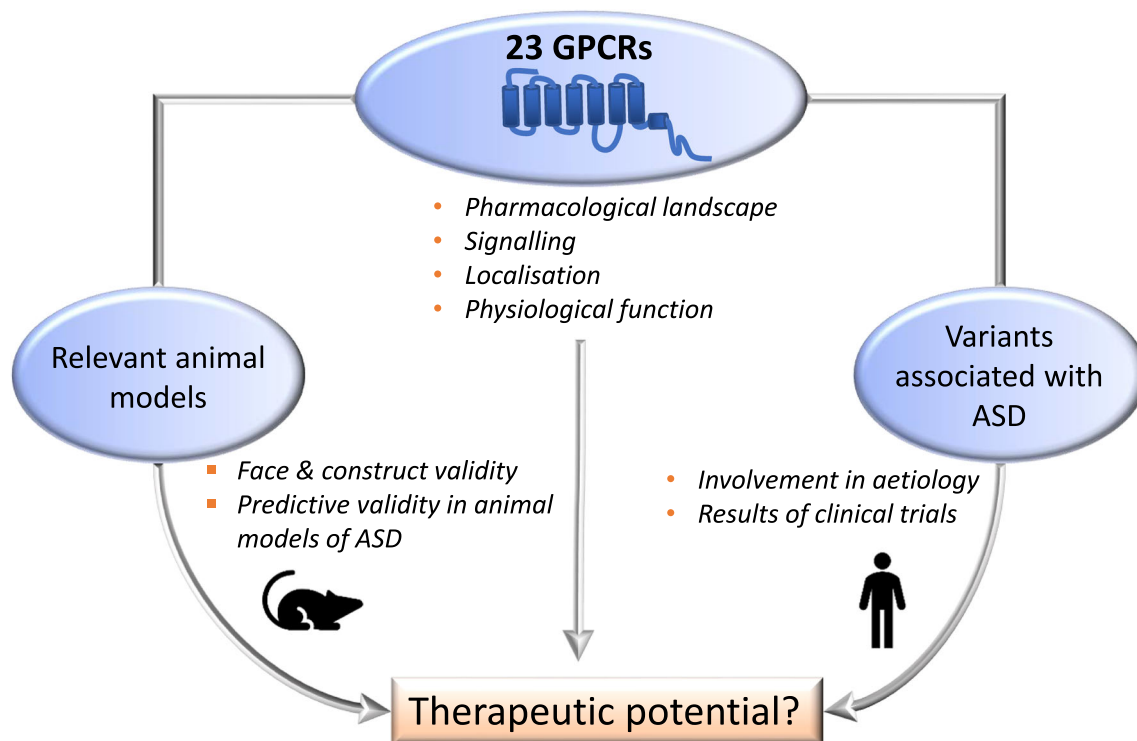 23 GPCRs
• Pharmacological landscape
• Signalling
• Localisation
• Physiological function
Relevant animal
models
Variants
associated with
ASD
▪ Face & construct validity
▪ Predictive validity in animal
models of ASD
• Involvement in aetiology
• Results of clinical trials
Therapeutic potential?